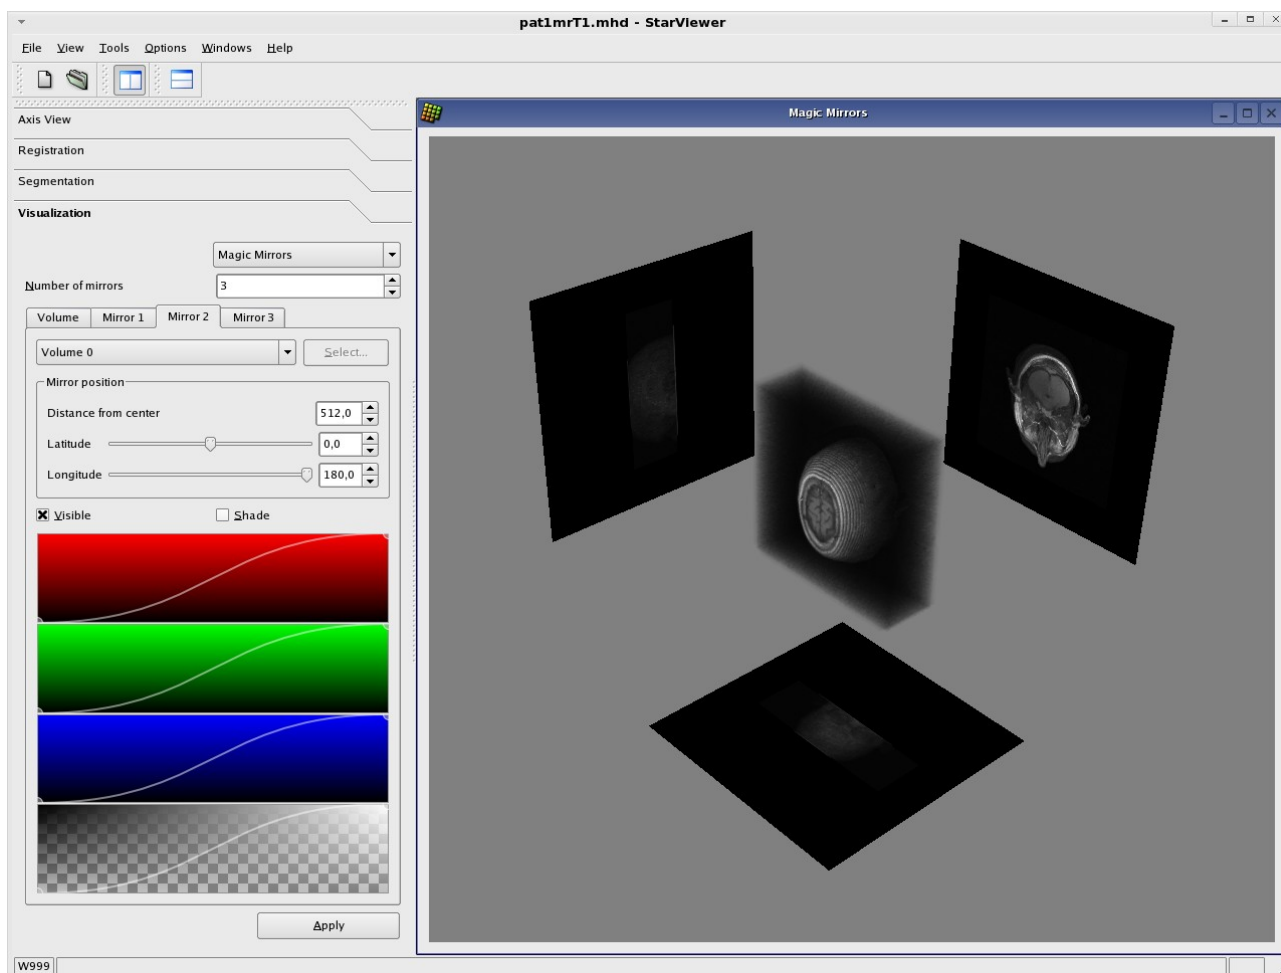 pat1mrT1.mhd - StarViewer
File View Tools Options Windows Help
Axis View
Registration
Segmentation
Visualization
Magic Mirrors
Number of mirrors 3
Volume Mirror 1 Mirror 2 Mirror 3
Volume 0 Select...
Mirror position
Distance from center 512,0
Latitude 0,0
Longitude 180,0
Visible Shade
Apply
Magic Mirrors
W999